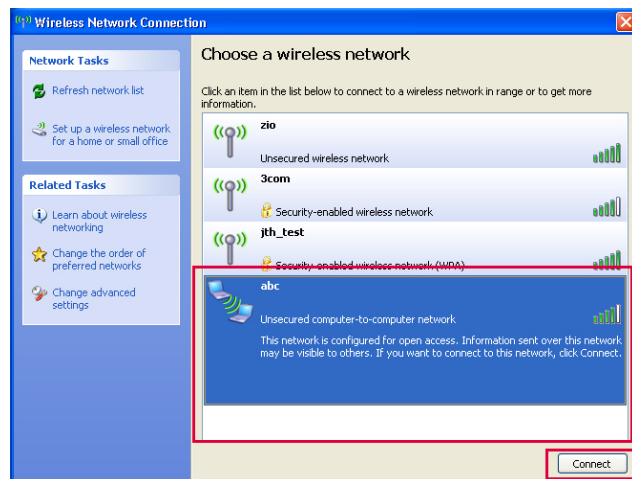 Wireless Network Connection
Network Tasks
Refresh network list
Set up a wireless network
for a home or small office
Related Tasks
Learn about wireless
networking
Change the order of
preferred networks
Change advanced
settings
Choose a wireless network
Click an item in the list below to connect to a wireless network in range or to get more
information.
zio
Unsecured wireless network
3com
Security-enabled wireless network
jth_test
Security-enabled wireless network (WPA)
abc
Unsecured computer-to-computer network
This network is configured for open access. Information sent over this network
may be visible to others. If you want to connect to this network, click Connect.
Connect